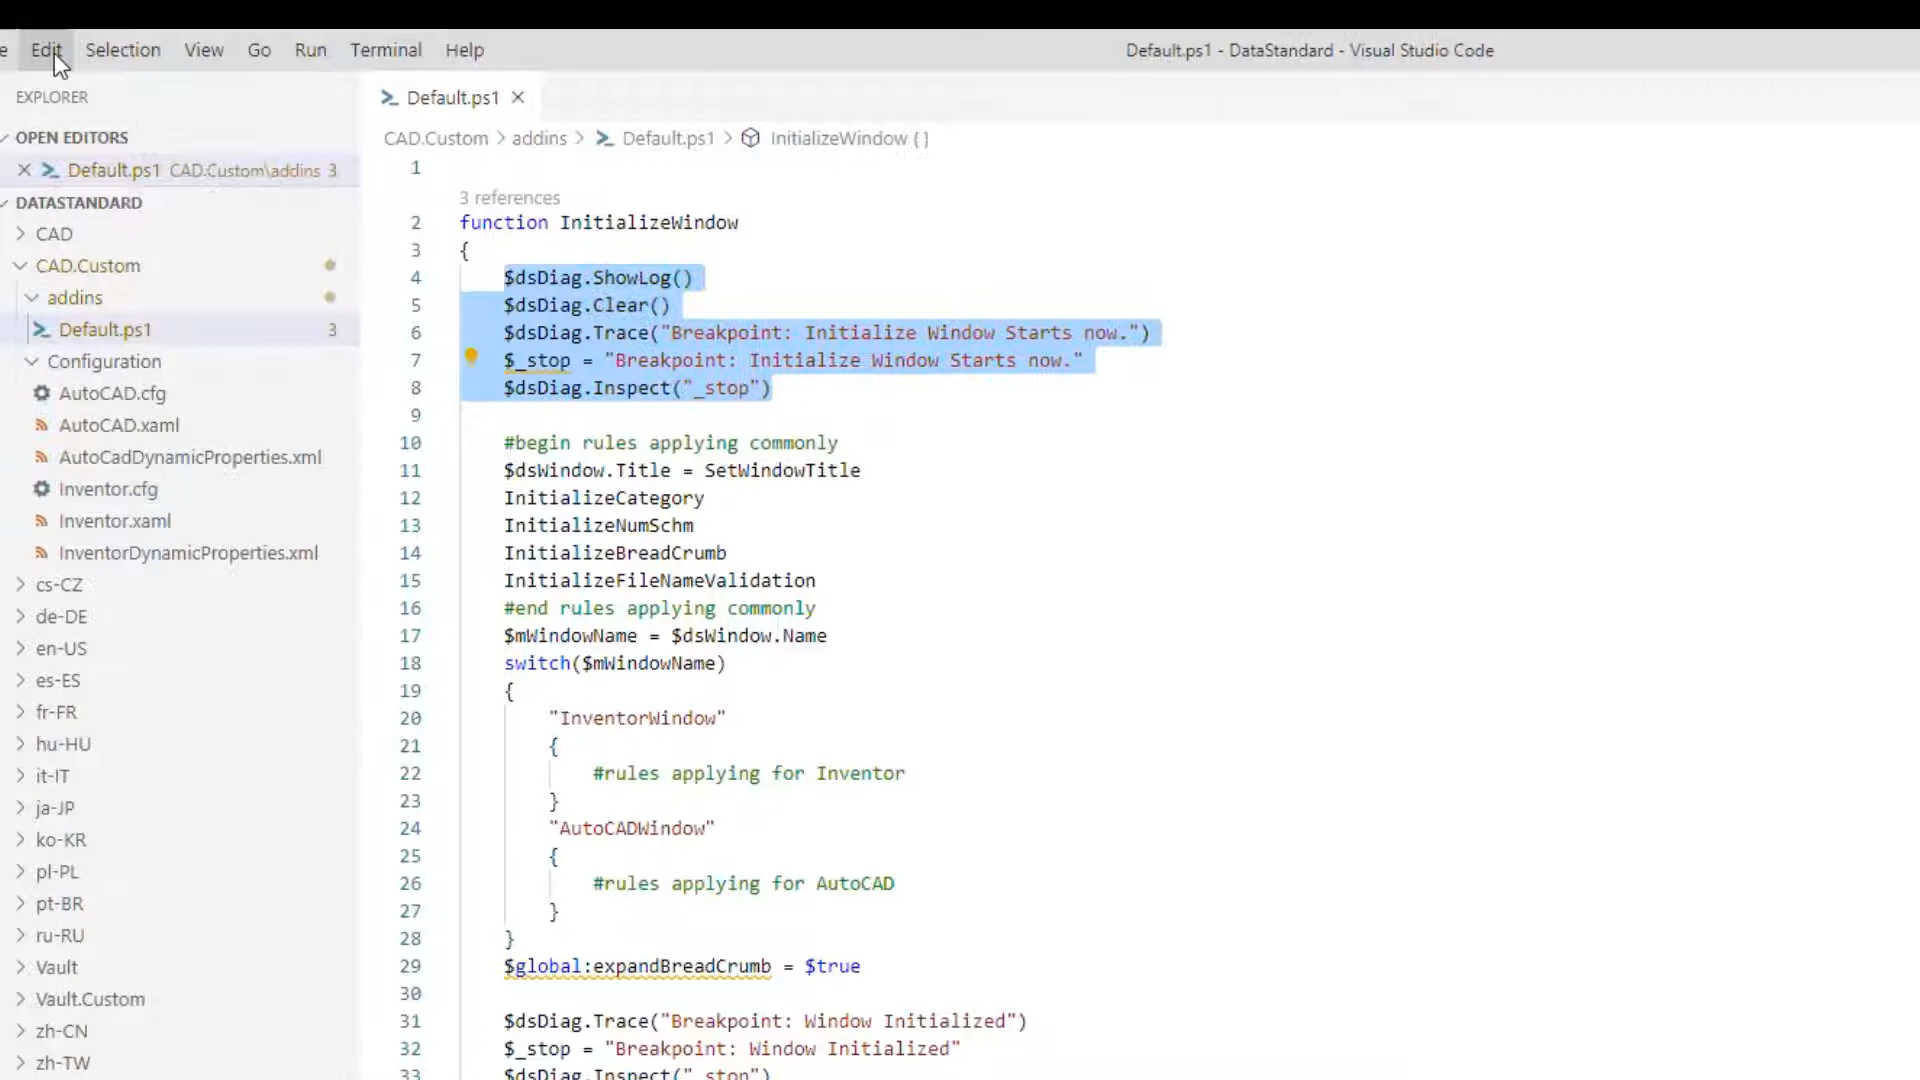 e Edit Selection View Go Run Terminal Help
Default.ps1 - DataStandard - Visual Studio Code
EXPLORER
OPEN EDITORS
Default.ps1 CAD.Custom\addins 3
DATASTANDARD
CAD
CAD.Custom
addins
Default.ps1 3
Configuration
AutoCAD.cfg
AutoCAD.xaml
AutoCadDynamicProperties.xml
Inventor.cfg
Inventor.xaml
InventorDynamicProperties.xml
cs-CZ
de-DE
en-US
es-ES
fr-FR
hu-HU
it-IT
ja-JP
ko-KR
pl-PL
pt-BR
ru-RU
Vault
Vault.Custom
zh-CN
zh-TW
Default.ps1
CAD.Custom > addins > Default.ps1 > InitializeWindow { }
1
3 references
2 function InitializeWindow
3 {
4 $dsDiag.ShowLog()
5 $dsDiag.Clear()
6 $dsDiag.Trace("Breakpoint: Initialize Window Starts now.")
7 $_stop = "Breakpoint: Initialize Window Starts now."
8 $dsDiag.Inspect("_stop")
9
10 #begin rules applying commonly
11 $dsWindow.Title = SetWindowTitle
12 InitializeCategory
13 InitializeNumSchm
14 InitializeBreadCrumb
15 InitializeFileNameValidation
16 #end rules applying commonly
17 $mWindowName = $dsWindow.Name
18 switch($mWindowName)
19 {
20 "InventorWindow"
21 {
22 #rules applying for Inventor
23 }
24 "AutoCADWindow"
25 {
26 #rules applying for AutoCAD
27 }
28 }
29 $global:expandBreadCrumb = $true
30
31 $dsDiag.Trace("Breakpoint: Window Initialized")
32 $_stop = "Breakpoint: Window Initialized"
33 $dsDiag.Inspect("_stop")